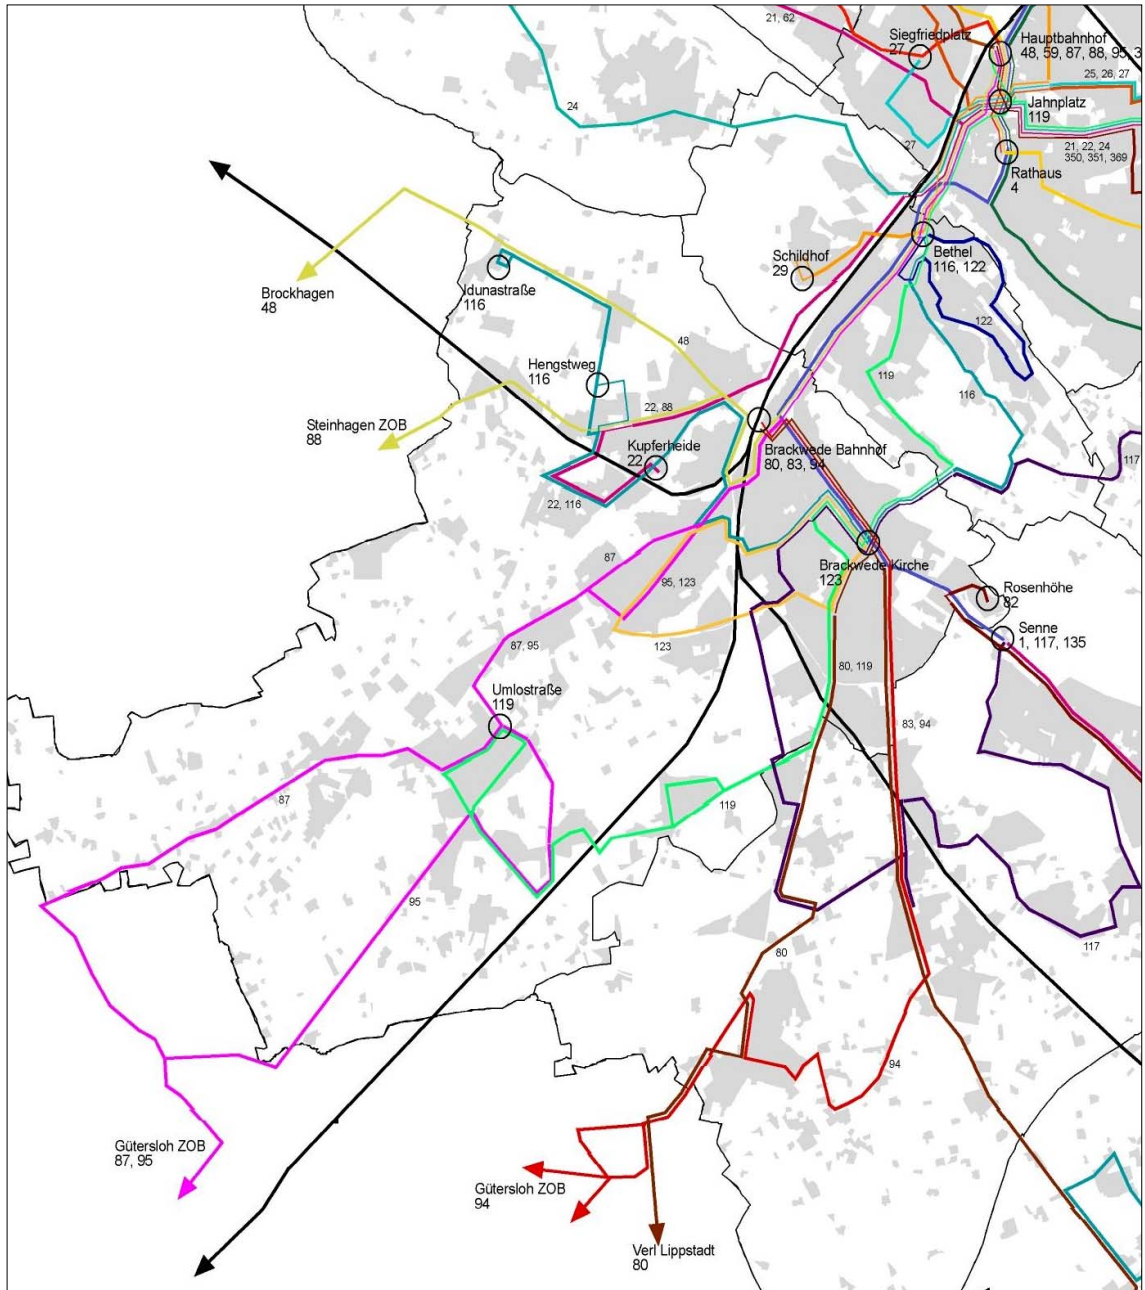 21, 62
Siegfriedplatz
27
Hauptbahnhof
48, 59, 87, 88, 95, 3
25, 26, 27
Jahnplatz
119
24
27
21, 22, 24
350, 351, 369
Rathaus
4
Schildhof
29
Bethel
116, 122
Idunastraße
116
Brockhagen
48
122
48
119
Hengstweg
116
116
22, 88
Steinhagen ZOB
88
Kupferheide
22
Brackwede Bahnhof
80, 83, 94
117
22, 116
87
95, 123
Brackwede Kirche
123
Rosenhöhe
82
Senne
1, 117, 135
123
87, 95
80, 119
Umlostraße
119
83, 94
87
119
95
117
80
94
Gütersloh ZOB
87, 95
Gütersloh ZOB
94
Verl Lippstadt
80